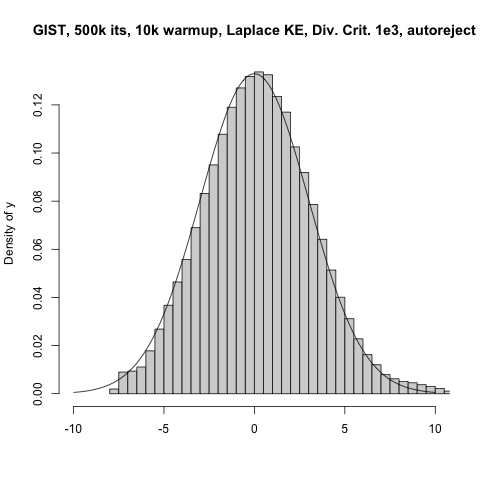 GIST, 500k its, 10k warmup, Laplace KE, Div. Crit. 1e3, autoreject
Density of y
0.12
0.10
0.08
0.06
0.04
0.02
0.00
-10 -5 0 5 10